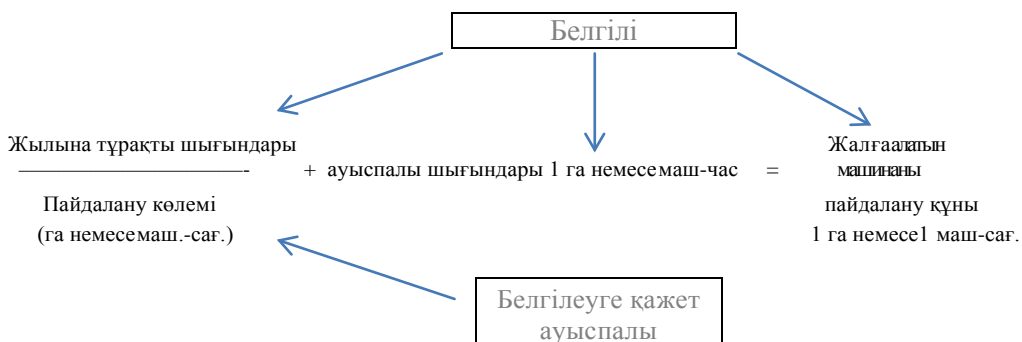 Белгілі
Жылына тұрақты шығындары
+ ауыспалы шығындары 1 га немесемаш-час =
Жалғаалатын
машинаны
Пайдалану көлемі
(га немесемаш.-сағ.)
пайдалану құны
1 га немесе1 маш-сағ.
Белгілеуге қажет
ауыспалы